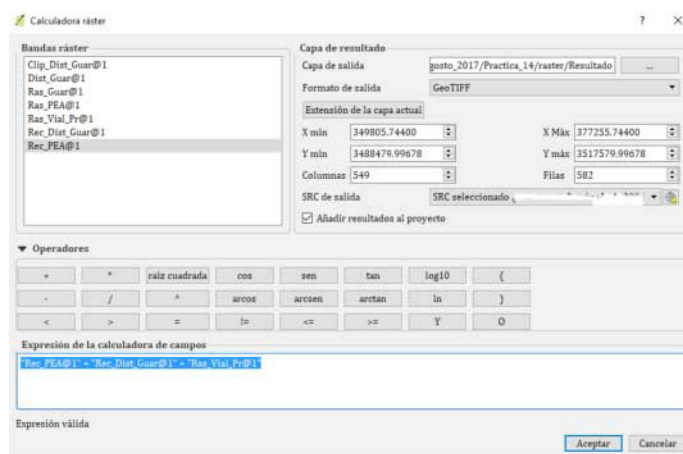 Calculadora ráster ? ×
Bandas ráster
Clip_Dist_Guar@1
Dist_Guar@1
Ras_Guar@1
Ras_PEA@1
Ras_Vial_Pr@1
Rec_Dist_Guar@1
Rec_PEA@1
Capa de resultado
Capa de salida gosto_2017/Practica_14/raster/Resultado ...
Formato de salida GeoTIFF
Extensión de la capa actual
X min 349805.74400 X Máx 377255.74400
Y min 3488479.99678 Y máx 3517579.99678
Columnas 549 Filas 582
SRC de salida SRC seleccionado
Añadir resultados al proyecto
Operadores
+ * raiz cuadrada cos sen tan log10 (
- / ^ arcos arcsen arctan ln )
< > = != <= >= Y O
Expresión de la calculadora de campos
"Rec_PEA@1" + "Rec_Dist_Guar@1" + "Ras_Vial_Pr@1"
Expresión válida
Aceptar Cancelar